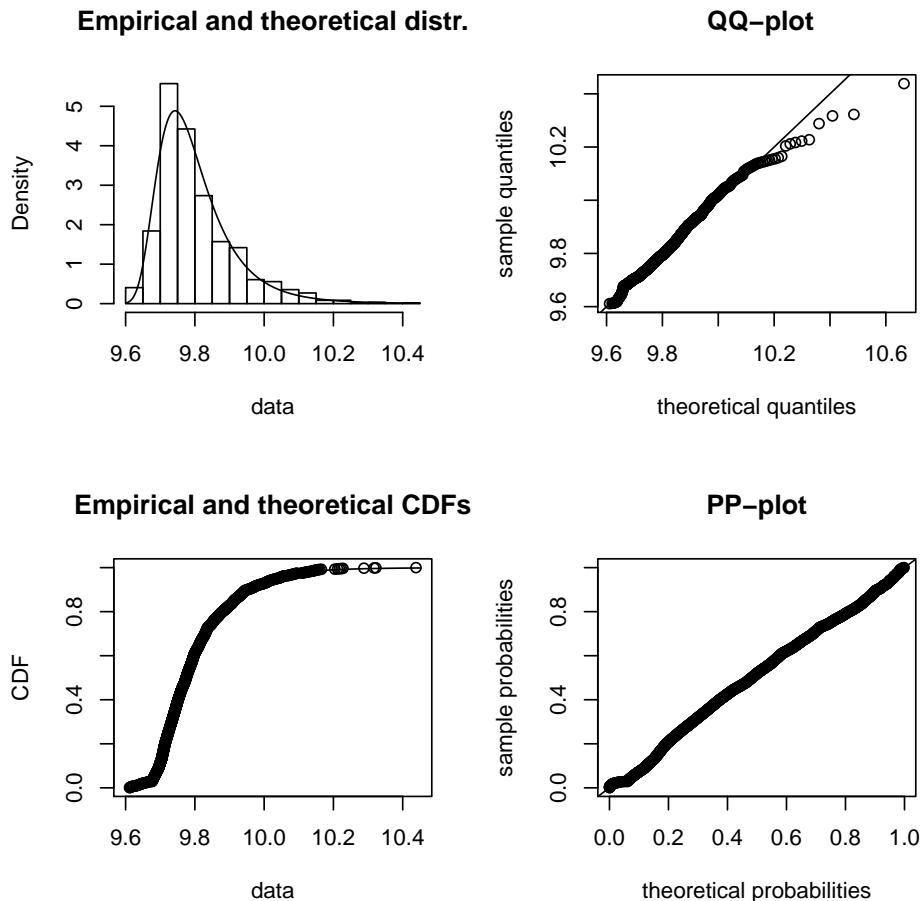 Empirical and theoretical distr.
Density
0 1 2 3 4 5
9.6 9.8 10.0 10.2 10.4
data
QQ−plot
sample quantiles
9.6 9.8 10.2
9.6 9.8 10.2 10.6
theoretical quantiles
Empirical and theoretical CDFs
CDF
0.0 0.4 0.8
9.6 9.8 10.0 10.2 10.4
data
PP−plot
sample probabilities
0.0 0.4 0.8
0.0 0.2 0.4 0.6 0.8 1.0
theoretical probabilities